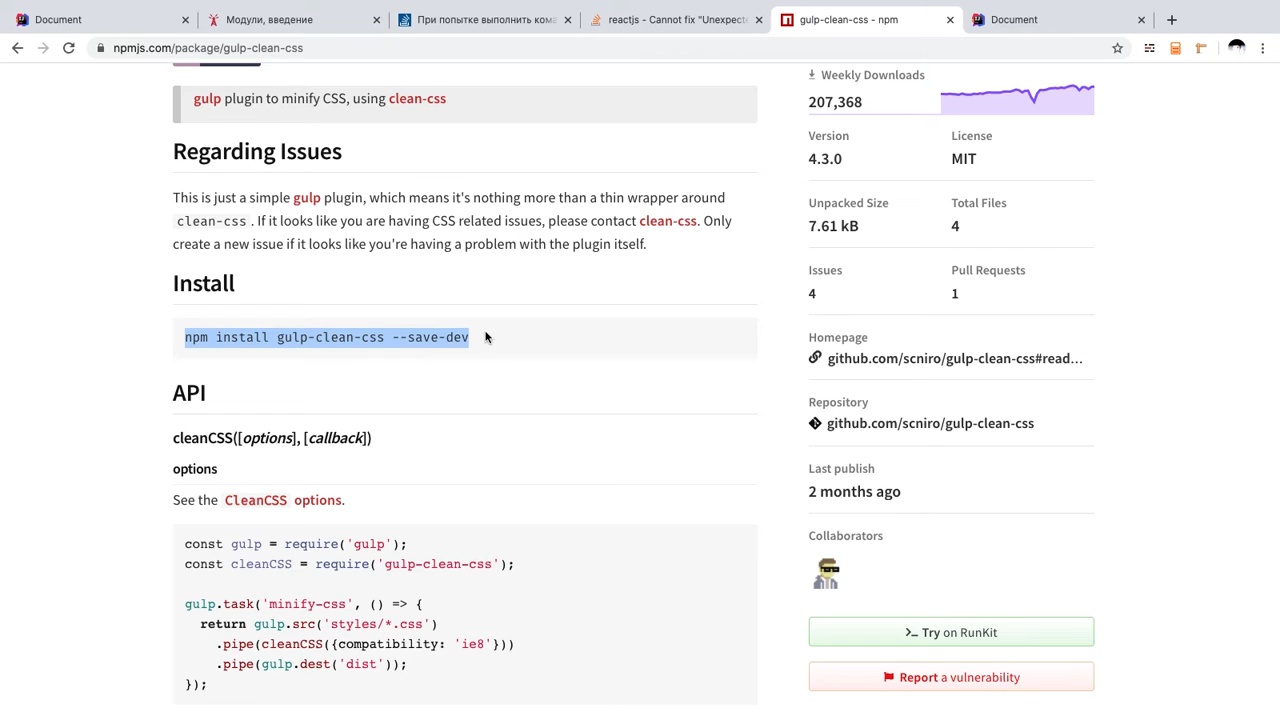 Document
Модули, введение
При попытке выполнить кома
reactjs - Cannot fix "Unexpect
gulp-clean-css - npm
Document
npmjs.com/package/gulp-clean-css
gulp plugin to minify CSS, using clean-css
Regarding Issues
This is just a simple gulp plugin, which means it's nothing more than a thin wrapper around
clean-css . If it looks like you are having CSS related issues, please contact clean-css. Only
create a new issue if it looks like you're having a problem with the plugin itself.
Install
npm install gulp-clean-css --save-dev
API
cleanCSS([options], [callback])
options
See the CleanCSS options.
const gulp = require('gulp');
const cleanCSS = require('gulp-clean-css');
gulp.task('minify-css', () => {
return gulp.src('styles/*.css')
.pipe(cleanCSS({compatibility: 'ie8'}))
.pipe(gulp.dest('dist'));
});
Weekly Downloads
207,368
Version
License
4.3.0
MIT
Unpacked Size
Total Files
7.61 kB
4
Issues
Pull Requests
4
1
Homepage
github.com/scniro/gulp-clean-css#read...
Repository
github.com/scniro/gulp-clean-css
Last publish
2 months ago
Collaborators
Try on RunKit
Report a vulnerability